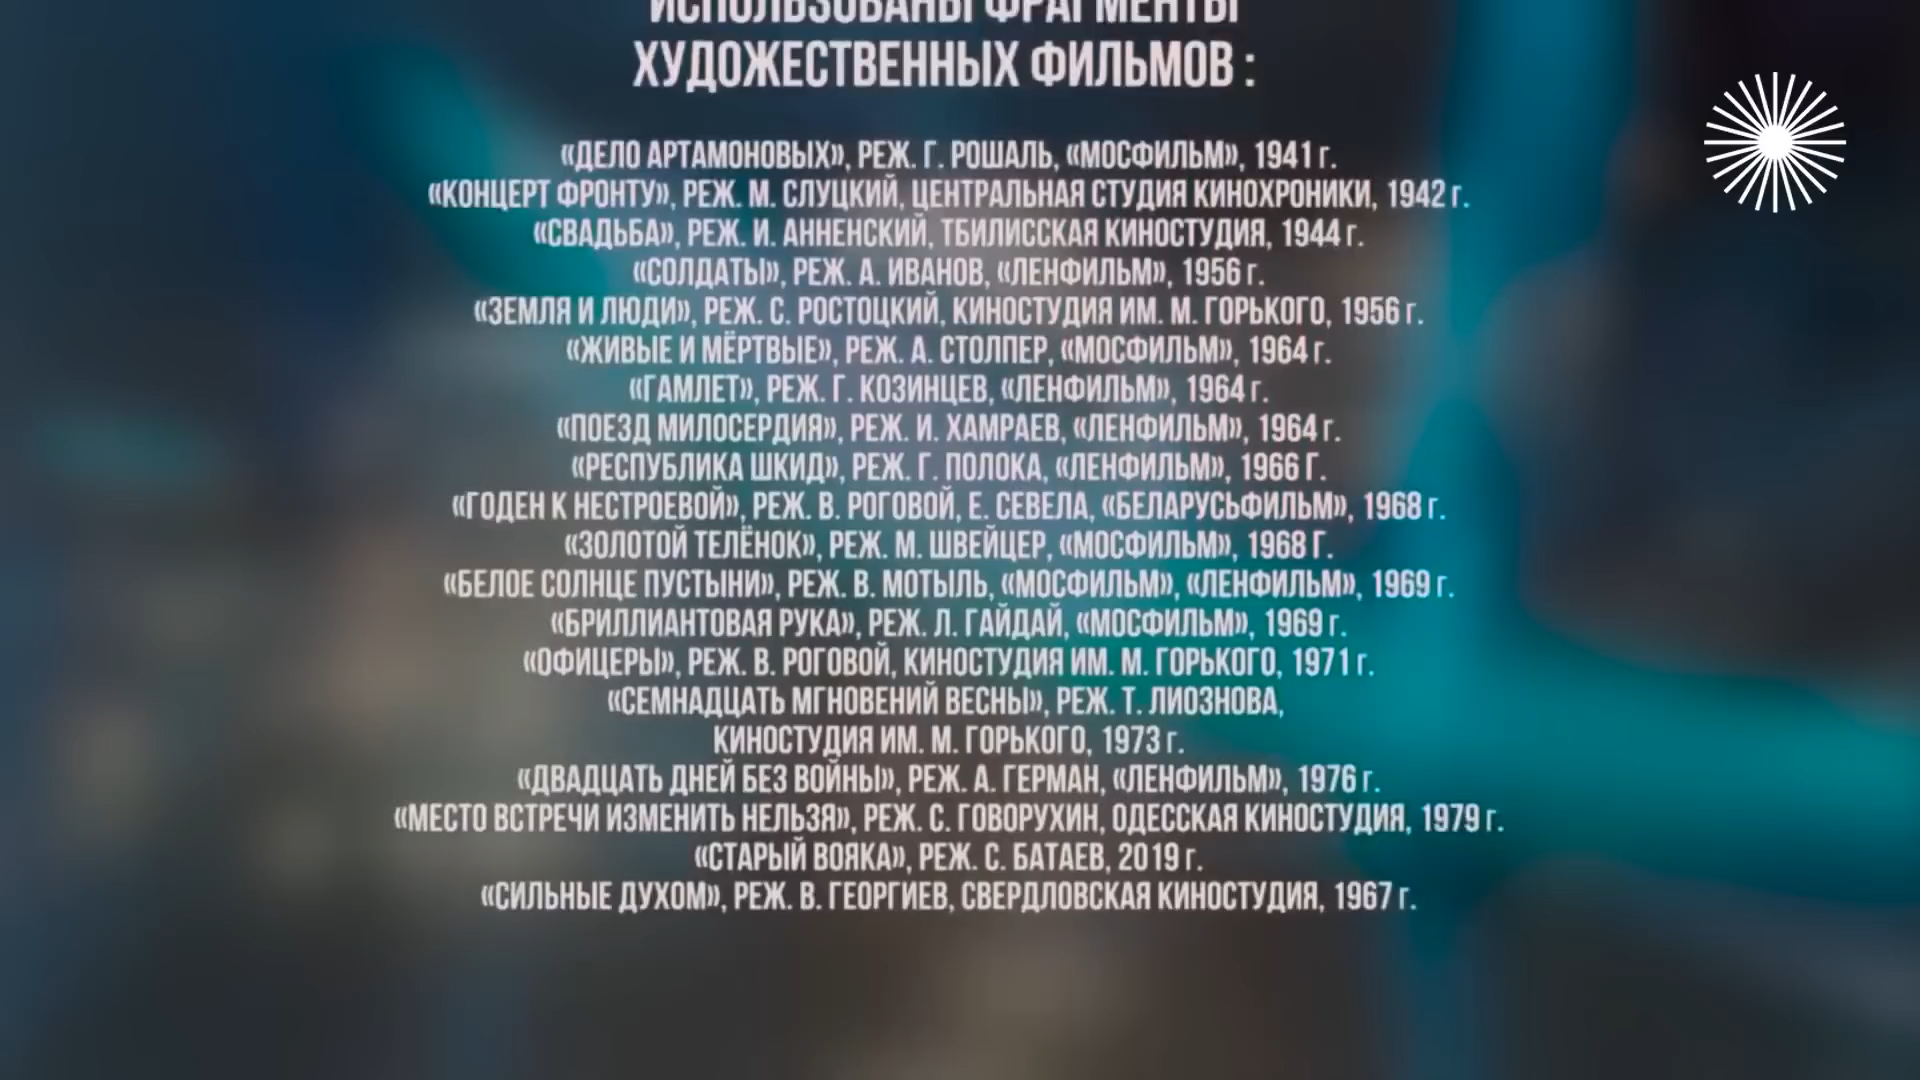 ИСПОЛЬЗОВАНЫ ФРАГМЕНТЫ
ХУДОЖЕСТВЕННЫХ ФИЛЬМОВ :
«ДЕЛО АРТАМОНОВЫХ», РЕЖ. Г. РОШАЛЬ, «МОСФИЛЬМ», 1941 г.
«КОНЦЕРТ ФРОНТУ», РЕЖ. М. СЛУЦКИЙ, ЦЕНТРАЛЬНАЯ СТУДИЯ КИНОХРОНИКИ, 1942 г.
«СВАДЬБА», РЕЖ. И. АННЕНСКИЙ, ТБИЛИССКАЯ КИНОСТУДИЯ, 1944 г.
«СОЛДАТЫ», РЕЖ. А. ИВАНОВ, «ЛЕНФИЛЬМ», 1956 г.
«ЗЕМЛЯ И ЛЮДИ», РЕЖ. С. РОСТОЦКИЙ, КИНОСТУДИЯ ИМ. М. ГОРЬКОГО, 1956 г.
«ЖИВЫЕ И МЁРТВЫЕ», РЕЖ. А. СТОЛПЕР, «МОСФИЛЬМ», 1964 г.
«ГАМЛЕТ», РЕЖ. Г. КОЗИНЦЕВ, «ЛЕНФИЛЬМ», 1964 г.
«ПОЕЗД МИЛОСЕРДИЯ», РЕЖ. И. ХАМРАЕВ, «ЛЕНФИЛЬМ», 1964 г.
«РЕСПУБЛИКА ШКИД», РЕЖ. Г. ПОЛОКА, «ЛЕНФИЛЬМ», 1966 Г.
«ГОДЕН К НЕСТРОЕВОЙ», РЕЖ. В. РОГОВОЙ, Е. СЕВЕЛА, «БЕЛАРУСЬФИЛЬМ», 1968 г.
«ЗОЛОТОЙ ТЕЛЁНОК», РЕЖ. М. ШВЕЙЦЕР, «МОСФИЛЬМ», 1968 Г.
«БЕЛОЕ СОЛНЦЕ ПУСТЫНИ», РЕЖ. В. МОТЫЛЬ, «МОСФИЛЬМ», «ЛЕНФИЛЬМ», 1969 г.
«БРИЛЛИАНТОВАЯ РУКА», РЕЖ. Л. ГАЙДАЙ, «МОСФИЛЬМ», 1969 г.
«ОФИЦЕРЫ», РЕЖ. В. РОГОВОЙ, КИНОСТУДИЯ ИМ. М. ГОРЬКОГО, 1971 г.
«СЕМНАДЦАТЬ МГНОВЕНИЙ ВЕСНЫ», РЕЖ. Т. ЛИОЗНОВА,
КИНОСТУДИЯ ИМ. М. ГОРЬКОГО, 1973 г.
«ДВАДЦАТЬ ДНЕЙ БЕЗ ВОЙНЫ», РЕЖ. А. ГЕРМАН, «ЛЕНФИЛЬМ», 1976 г.
«МЕСТО ВСТРЕЧИ ИЗМЕНИТЬ НЕЛЬЗЯ», РЕЖ. С. ГОВОРУХИН, ОДЕССКАЯ КИНОСТУДИЯ, 1979 г.
«СТАРЫЙ ВОЯКА», РЕЖ. С. БАТАЕВ, 2019 г.
«СИЛЬНЫЕ ДУХОМ», РЕЖ. В. ГЕОРГИЕВ, СВЕРДЛОВСКАЯ КИНОСТУДИЯ, 1967 г.